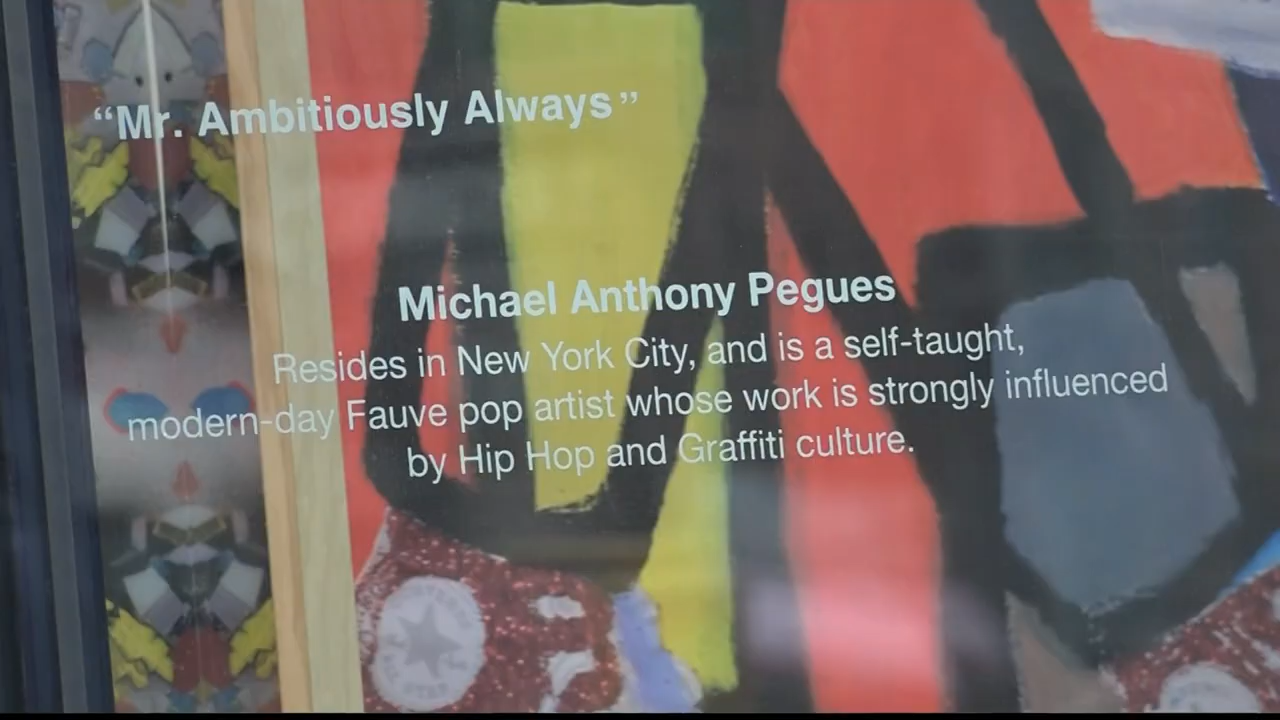 “Mr. Ambitiously Always”
Michael Anthony Pegues
Resides in New York City, and is a self-taught,
modern-day Fauve pop artist whose work is strongly influenced
by Hip Hop and Graffiti culture.